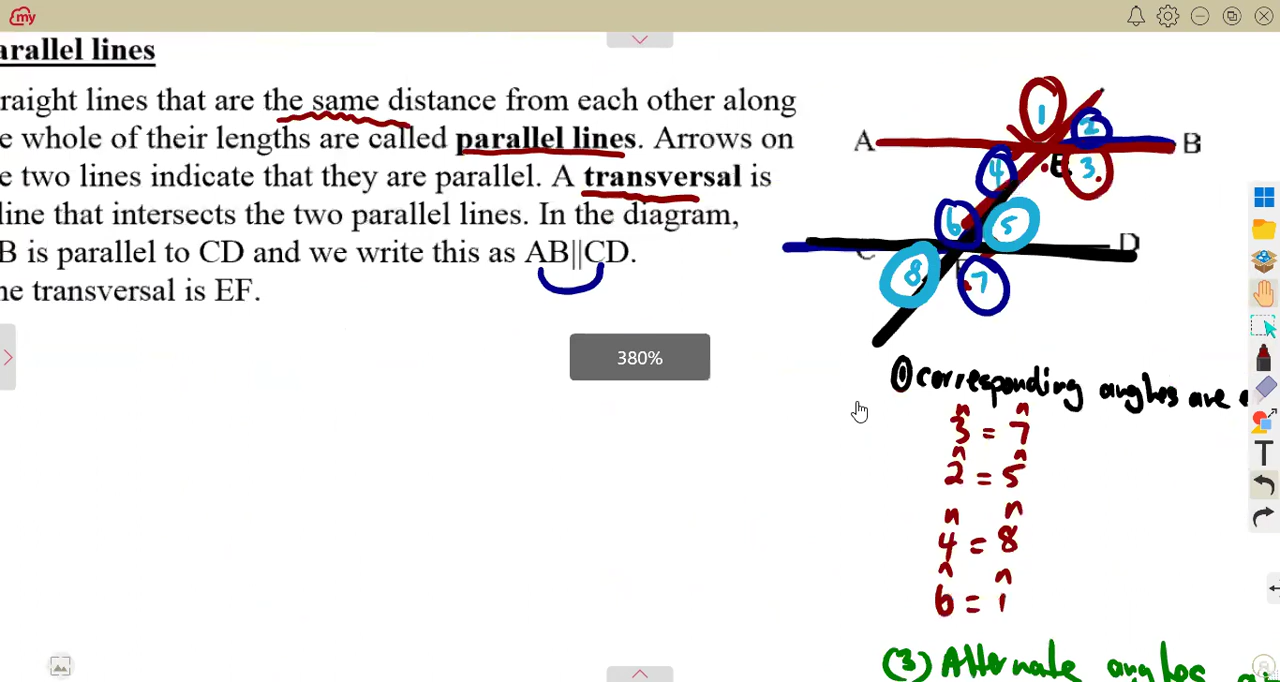 my
arallel lines
raight lines that are the same distance from each other along
e whole of their lengths are called parallel lines. Arrows on
e two lines indicate that they are parallel. A transversal is
line that intersects the two parallel lines. In the diagram,
B is parallel to CD and we write this as AB||CD.
ne transversal is EF.
1
2
A
B
4
E
3
6
5
C
D
8
7
380%
① corresponding angles are
3̂ = 7̂
2̂ = 5̂
4̂ = 8̂
6̂ = 1̂
(3) Alternate angles
T